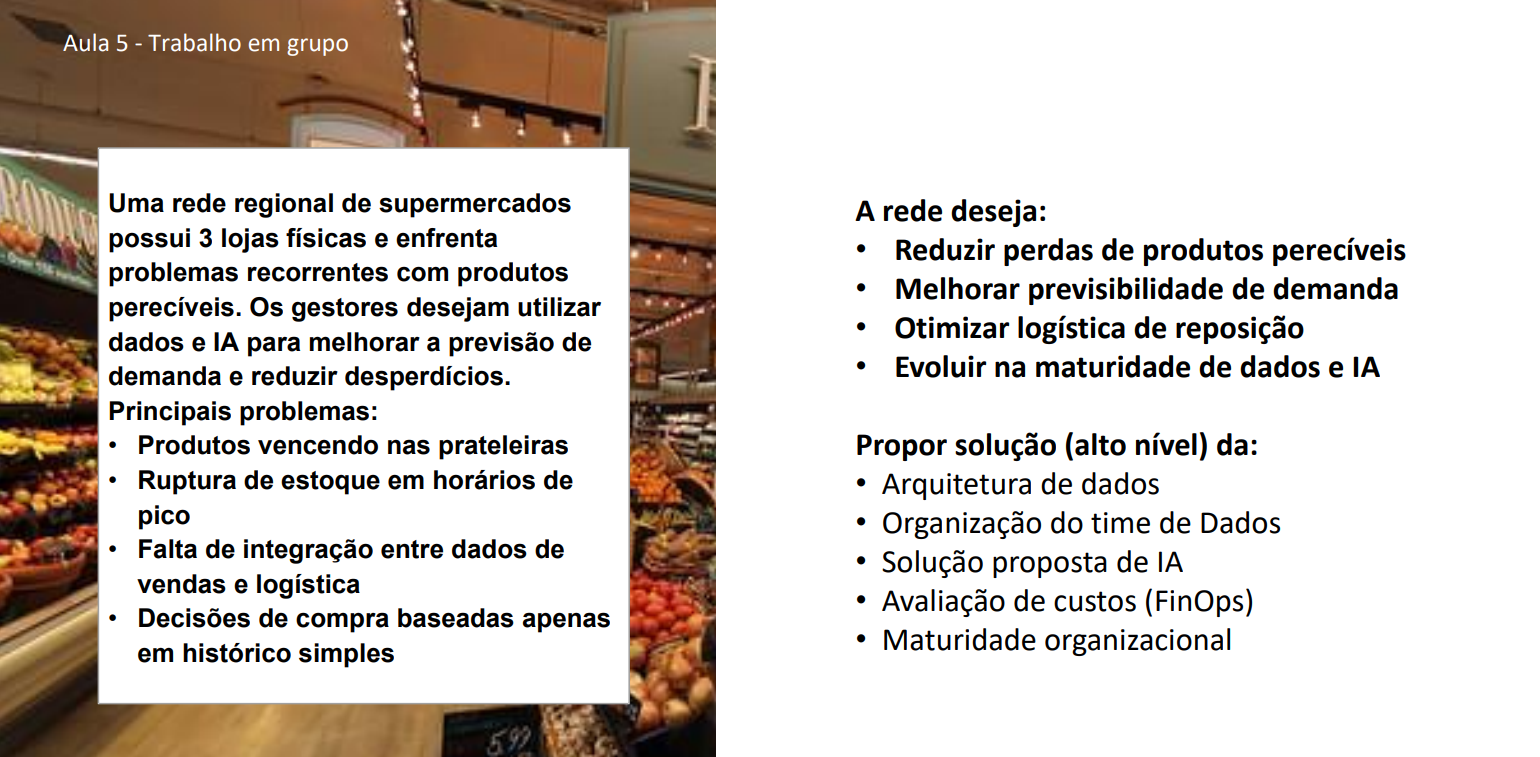 Aula 5 - Trabalho em grupo
Uma rede regional de supermercados
possui 3 lojas físicas e enfrenta
problemas recorrentes com produtos
perecíveis. Os gestores desejam utilizar
dados e IA para melhorar a previsão de
demanda e reduzir desperdícios.
Principais problemas:
• Produtos vencendo nas prateleiras
• Ruptura de estoque em horários de
pico
• Falta de integração entre dados de
vendas e logística
• Decisões de compra baseadas apenas
em histórico simples
5.99
A rede deseja:
• Reduzir perdas de produtos perecíveis
• Melhorar previsibilidade de demanda
• Otimizar logística de reposição
• Evoluir na maturidade de dados e IA
Propor solução (alto nível) da:
• Arquitetura de dados
• Organização do time de Dados
• Solução proposta de IA
• Avaliação de custos (FinOps)
• Maturidade organizacional